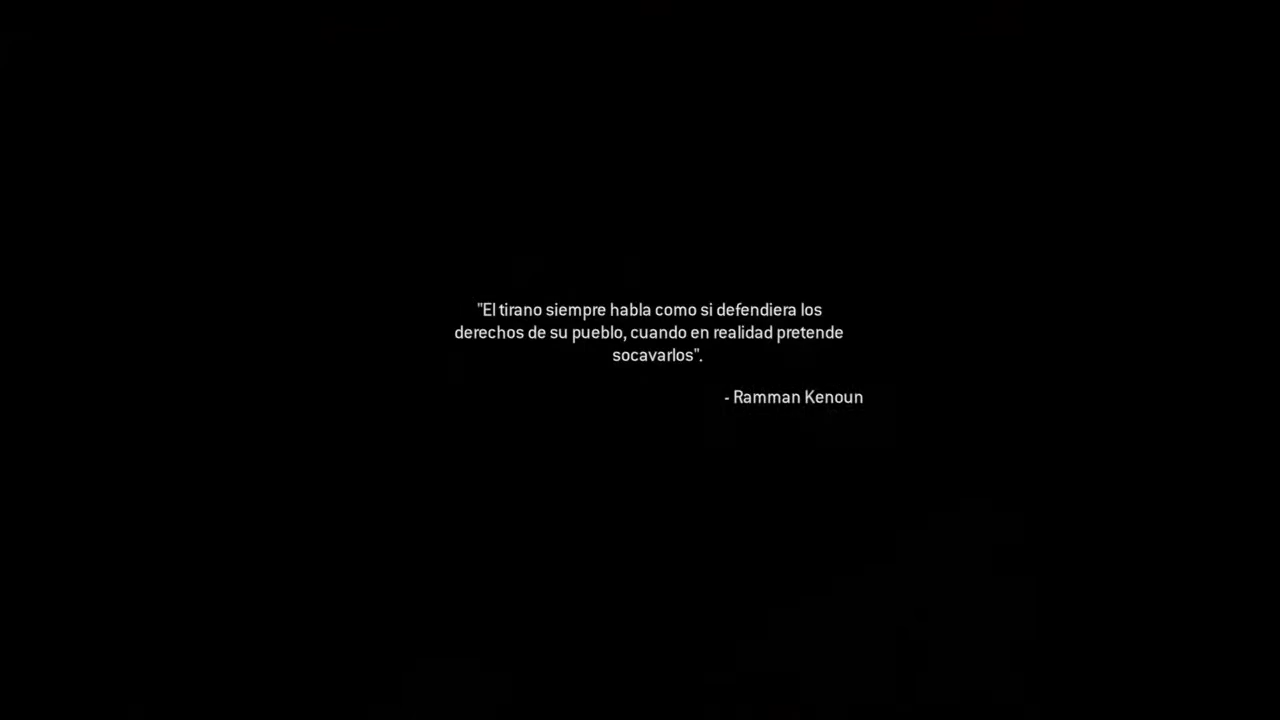 "El tirano siempre habla como si defendiera los
derechos de su pueblo, cuando en realidad pretende
socavarlos".
- Ramman Kenoun